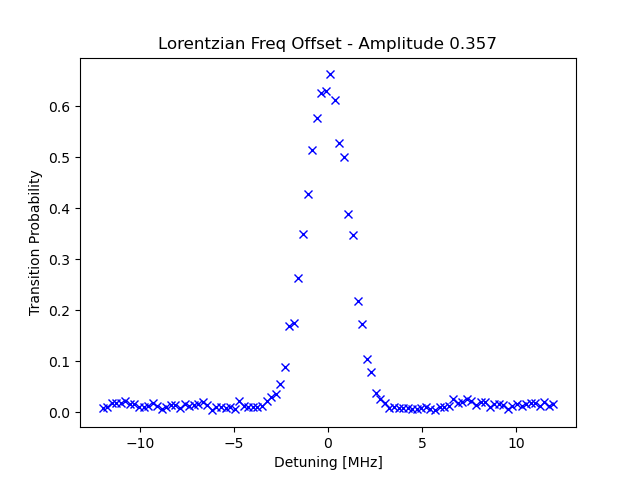 Lorentzian Freq Offset - Amplitude 0.357
Transition Probability
0.6
0.5
0.4
0.3
0.2
0.1
0.0
−10 −5 0 5 10
Detuning [MHz]